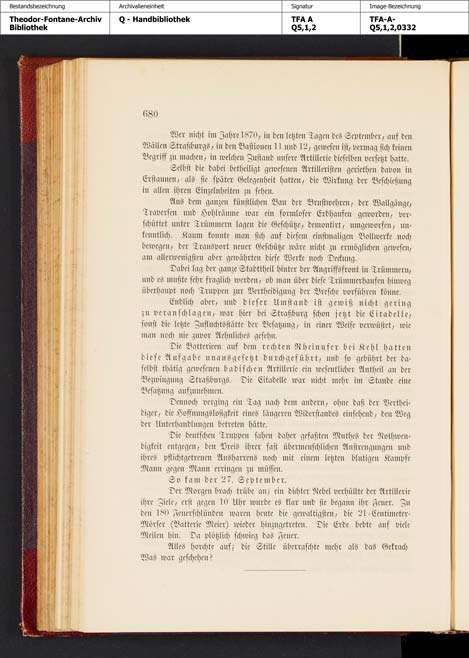 Bestandsbezeichnung
Theodor-Fontane-Archiv
Bibliothek
Archivalieneinheit
Q - Handbibliothek
Signatur
TFA A
Q5,1,2
Image-Bezeichnung
TFA-A-
Q5,1,2,0332
680
Wer nicht im Jahre 1870, in den letzten Tagen des September, auf den
Wällen Straßburgs, in den Bastionen 11 und 12, gewesen ist, vermag sich keinen
Begriff zu machen, in welchen Zustand unsere Artillerie dieselben versetzt hatte.
Selbst die dabei betheiligt gewesenen Artilleristen geriethen davon in
Erstaunen, als sie später Gelegenheit hatten, die Wirkung der Beschießung
in allen ihren Einzelnheiten zu sehen.
Aus dem ganzen künstlichen Bau der Brustwehren, der Wallgänge,
Traversen und Hohlräume war ein formloser Erdhaufen geworden, ver-
schüttet unter Trümmern lagen die Geschütze, demontirt, umgeworfen, un-
kenntlich. Kaum konnte man sich auf diesem einstmaligen Bollwerke noch
bewegen, der Transport neuer Geschütze wäre nicht zu ermöglichen gewesen,
am allerwenigsten aber gewährten diese Werke noch Deckung.
Dabei lag der ganze Stadttheil hinter der Angriffsfront in Trümmern,
und es mußte sehr fraglich werden, ob man über diese Trümmerhaufen hinweg
überhaupt noch Truppen zur Vertheidigung der Bresche vorführen könne.
Endlich aber, und dieser Umstand ist gewiß nicht gering
zu veranschlagen, war hier bei Straßburg schon jetzt die Citadelle,
sonst die letzte Zufluchtsstätte der Besatzung, in einer Weise verwüstet, wie
man noch nie zuvor Aehnliches gesehn.
Die Batterieen auf dem rechten Rheinufer bei Kehl hatten
diese Aufgabe unausgesetzt durchgeführt, und so gebührt der da-
selbst thätig gewesenen badischen Artillerie ein wesentlicher Antheil an der
Bezwingung Straßburgs. Die Citadelle war nicht mehr im Stande eine
Besatzung aufzunehmen.
Dennoch verging ein Tag nach dem andern, ohne daß der Verthei-
diger, die Hoffnungslosigkeit eines längeren Widerstands einsehend, den Weg
der Unterhandlungen betreten hätte.
Die deutschen Truppen sahen daher gefaßten Muthes der Nothwen-
bigkeit entgegen, den Preis ihrer fast übermenschlichen Anstrengungen und
ihres pflichtgetreuen Ausharrens noch mit einem letzten blutigen Kampfe
Mann gegen Mann erringen zu müssen.
So kam der 27. September.
Der Morgen brach trübe an; ein dichter Nebel verhüllte der Artillerie
ihre Ziele, erst gegen 10 Uhr wurde es klar und sie begann ihr Feuer. Zu
den 180 Feuerschlünden waren heute die gewaltigsten, die 21-Centimeter-
Mörser (Batterie Meier) wieder hinzugetreten. Die Erde bebte auf viele
Meilen hin. Da plötzlich schwieg das Feuer.
Alles horchte auf; die Stille überraschte mehr als das Gekrach
Was war geschehen?